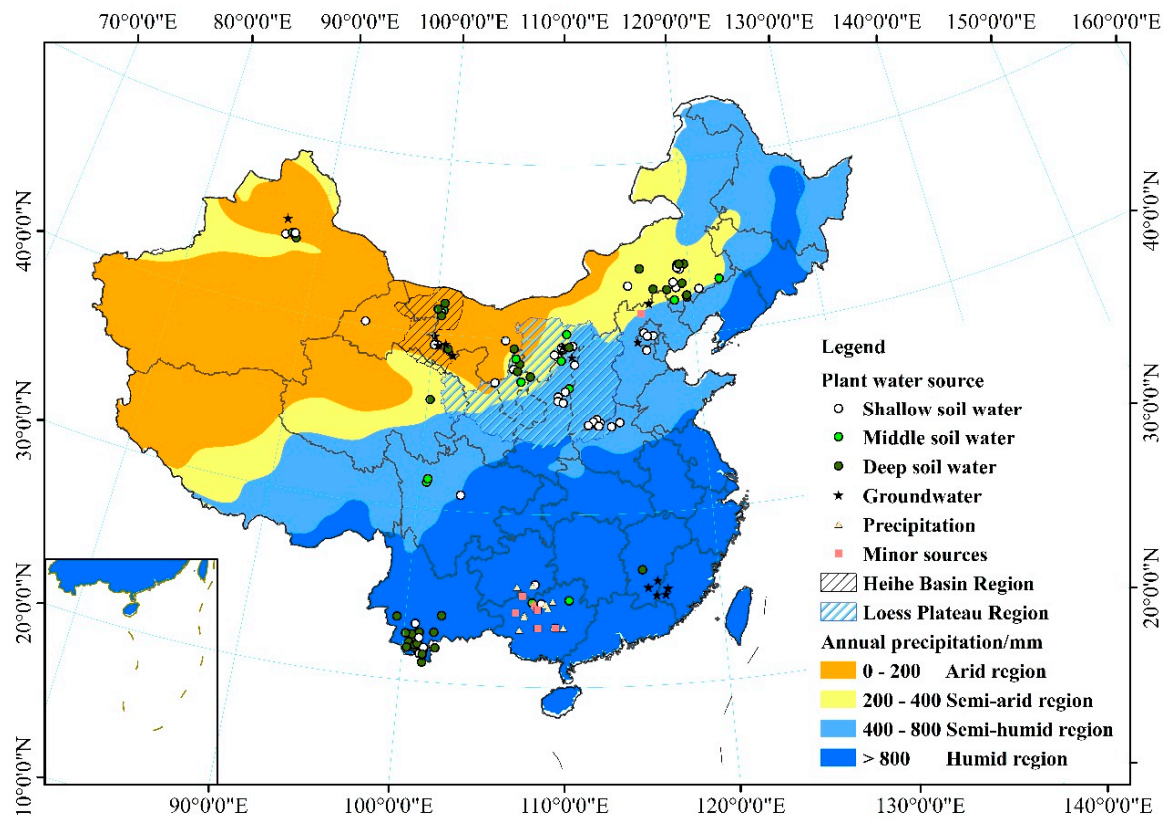 70°0'0"E 80°0'0"E 90°0'0"E 100°0'0"E 110°0'0"E 120°0'0"E 130°0'0"E 140°0'0"E 150°0'0"E 160°0'0"E
40°0'0"N
30°0'0"N
20°0'0"N
10°0'0"N
40°0'0"N
30°0'0"N
20°0'0"N
Legend
Plant water source
Shallow soil water
Middle soil water
Deep soil water
Groundwater
Precipitation
Minor sources
Heihe Basin Region
Loess Plateau Region
Annual precipitation/mm
0 - 200 Arid region
200 - 400 Semi-arid region
400 - 800 Semi-humid region
> 800 Humid region
90°0'0"E 100°0'0"E 110°0'0"E 120°0'0"E 130°0'0"E 140°0'0"E